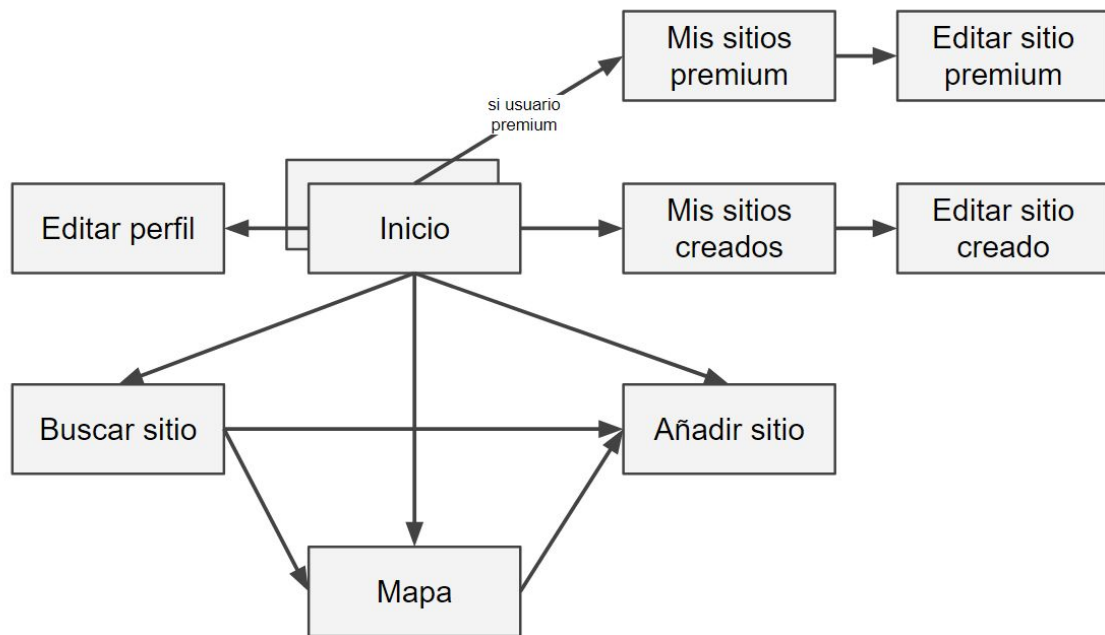 Mis sitios
premium
Editar sitio
premium
si usuario
premium
Editar perfil
Inicio
Mis sitios
creados
Editar sitio
creado
Buscar sitio
Añadir sitio
Mapa